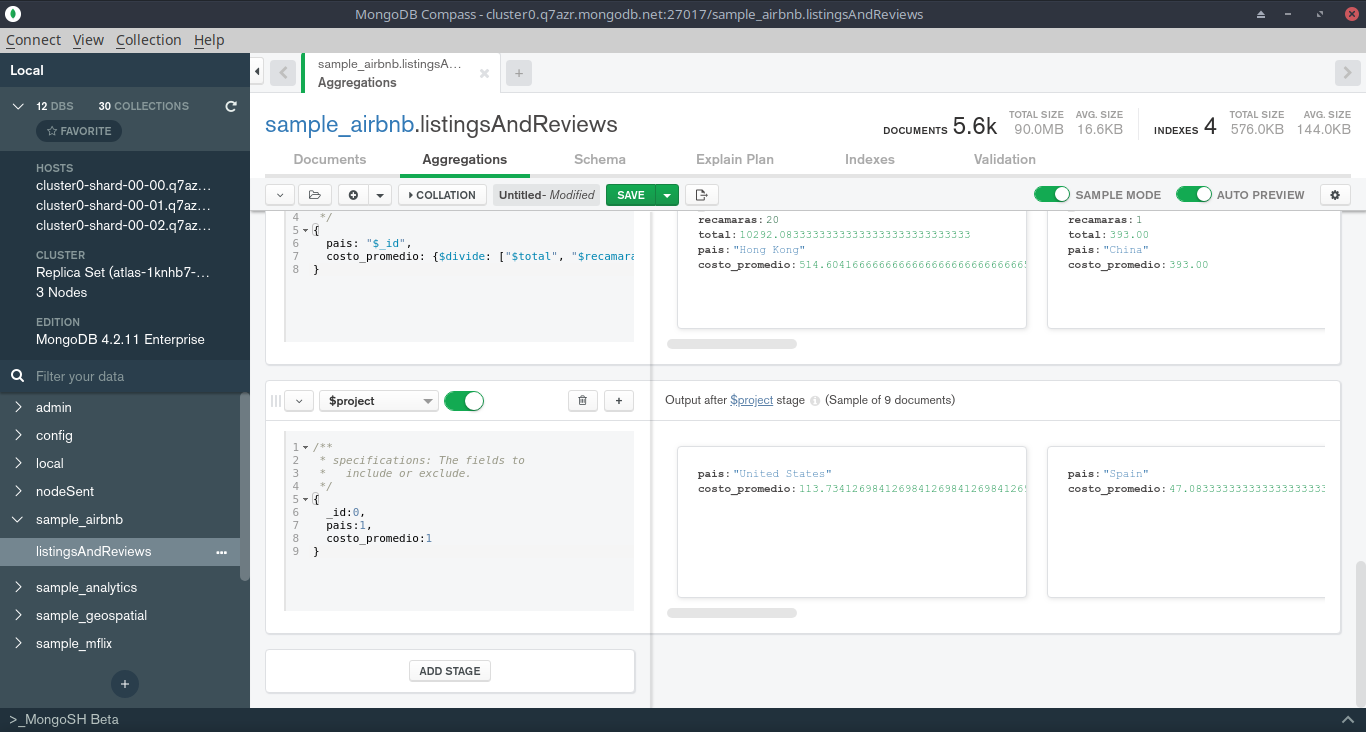 MongoDB Compass - cluster0.q7azr.mongodb.net:27017/sample_airbnb.listingsAndReviews
Connect View Collection Help
Local
12 DBS 30 COLLECTIONS
FAVORITE
HOSTS
cluster0-shard-00-00.q7az...
cluster0-shard-00-01.q7az...
cluster0-shard-00-02.q7az...
CLUSTER
Replica Set (atlas-1knhb7-...
3 Nodes
EDITION
MongoDB 4.2.11 Enterprise
Filter your data
admin
config
local
nodeSent
sample_airbnb
listingsAndReviews ...
sample_analytics
sample_geospatial
sample_mflix
+
>_MongoSH Beta
sample_airbnb.listingsA...
Aggregations
sample_airbnb.listingsAndReviews
DOCUMENTS 5.6k TOTAL SIZE 90.0MB AVG. SIZE 16.6KB
INDEXES 4 TOTAL SIZE 576.0KB AVG. SIZE 144.0KB
Documents Aggregations Schema Explain Plan Indexes Validation
COLLATION Untitled- Modified SAVE SAMPLE MODE AUTO PREVIEW
4 */
5 {
6 pais: "$_id",
7 costo_promedio: {$divide: ["$total", "$recamara
8 }
recamaras: 20
total: 10292.08333333333333333333333333333
pais: "Hong Kong"
recamaras: 1
total: 393.00
pais: "China"
costo_promedio: 393.00
$project
Output after $project stage (Sample of 9 documents)
1 /**
2 * specifications: The fields to
3 * include or exclude.
4 */
5 {
6 _id:0,
7 pais:1,
8 costo_promedio:1
9 }
pais: "United States"
costo_promedio: 113.734126984126984126984126984126
pais: "Spain"
costo_promedio: 47.08333333333333333333
ADD STAGE